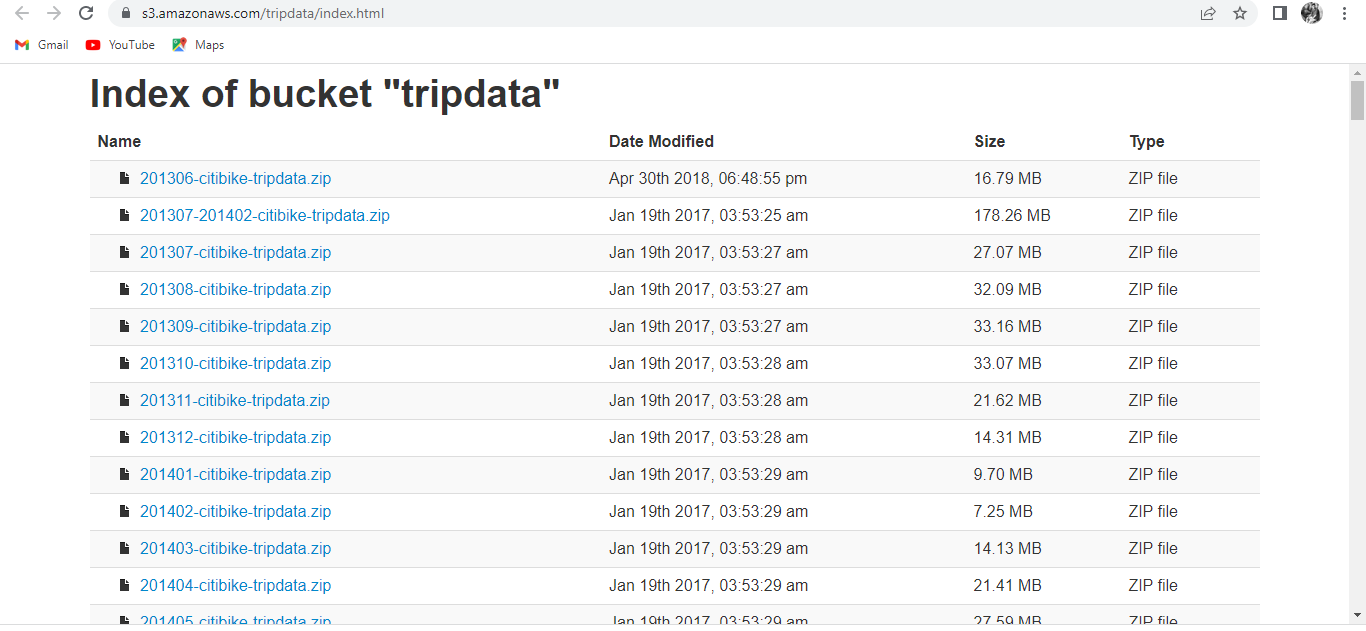 s3.amazonaws.com/tripdata/index.html
Gmail YouTube Maps
Index of bucket "tripdata"
Name Date Modified Size Type
201306-citibike-tripdata.zip Apr 30th 2018, 06:48:55 pm 16.79 MB ZIP file
201307-201402-citibike-tripdata.zip Jan 19th 2017, 03:53:25 am 178.26 MB ZIP file
201307-citibike-tripdata.zip Jan 19th 2017, 03:53:27 am 27.07 MB ZIP file
201308-citibike-tripdata.zip Jan 19th 2017, 03:53:27 am 32.09 MB ZIP file
201309-citibike-tripdata.zip Jan 19th 2017, 03:53:27 am 33.16 MB ZIP file
201310-citibike-tripdata.zip Jan 19th 2017, 03:53:28 am 33.07 MB ZIP file
201311-citibike-tripdata.zip Jan 19th 2017, 03:53:28 am 21.62 MB ZIP file
201312-citibike-tripdata.zip Jan 19th 2017, 03:53:28 am 14.31 MB ZIP file
201401-citibike-tripdata.zip Jan 19th 2017, 03:53:29 am 9.70 MB ZIP file
201402-citibike-tripdata.zip Jan 19th 2017, 03:53:29 am 7.25 MB ZIP file
201403-citibike-tripdata.zip Jan 19th 2017, 03:53:29 am 14.13 MB ZIP file
201404-citibike-tripdata.zip Jan 19th 2017, 03:53:29 am 21.41 MB ZIP file
201405-citibike-tripdata.zip Jan 19th 2017, 03:53:29 am 27.59 MB ZIP file